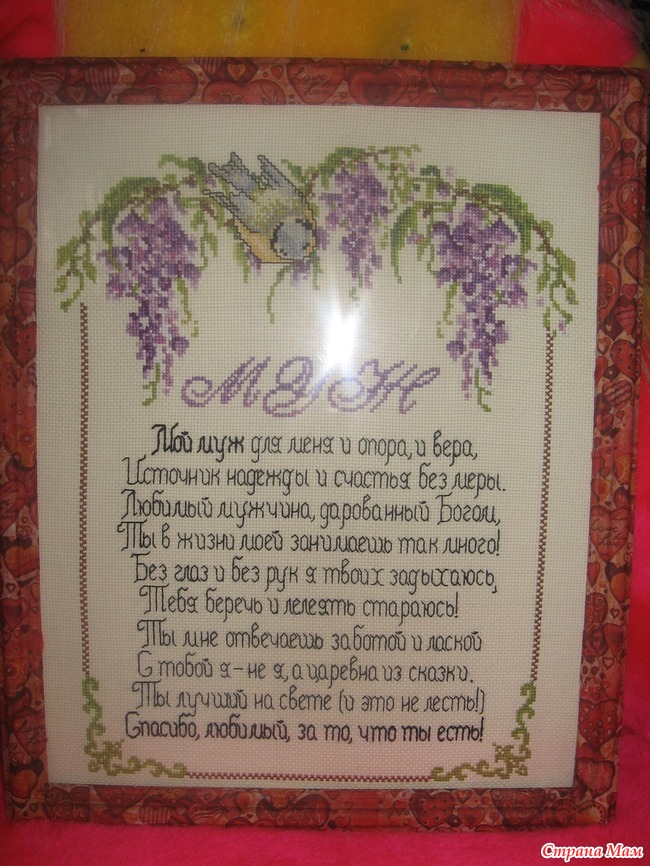 МУЖ
Мой муж для меня и опора, и вера,
Источник надежды и счастья без меры.
Любимый мужчина, дарованный Богом,
Ты в жизни моей занимаешь так много!
Без глаз и без рук я твоих задыхаюсь,
Тебя беречь и лелеять стараюсь!
Ты мне отвечаешь заботой и лаской
С тобой я - не я, а царевна из сказки.
Ты лучший на свете (и это не лесть!)
Спасибо, любимый, за то, что ты есть!
Страна Мам